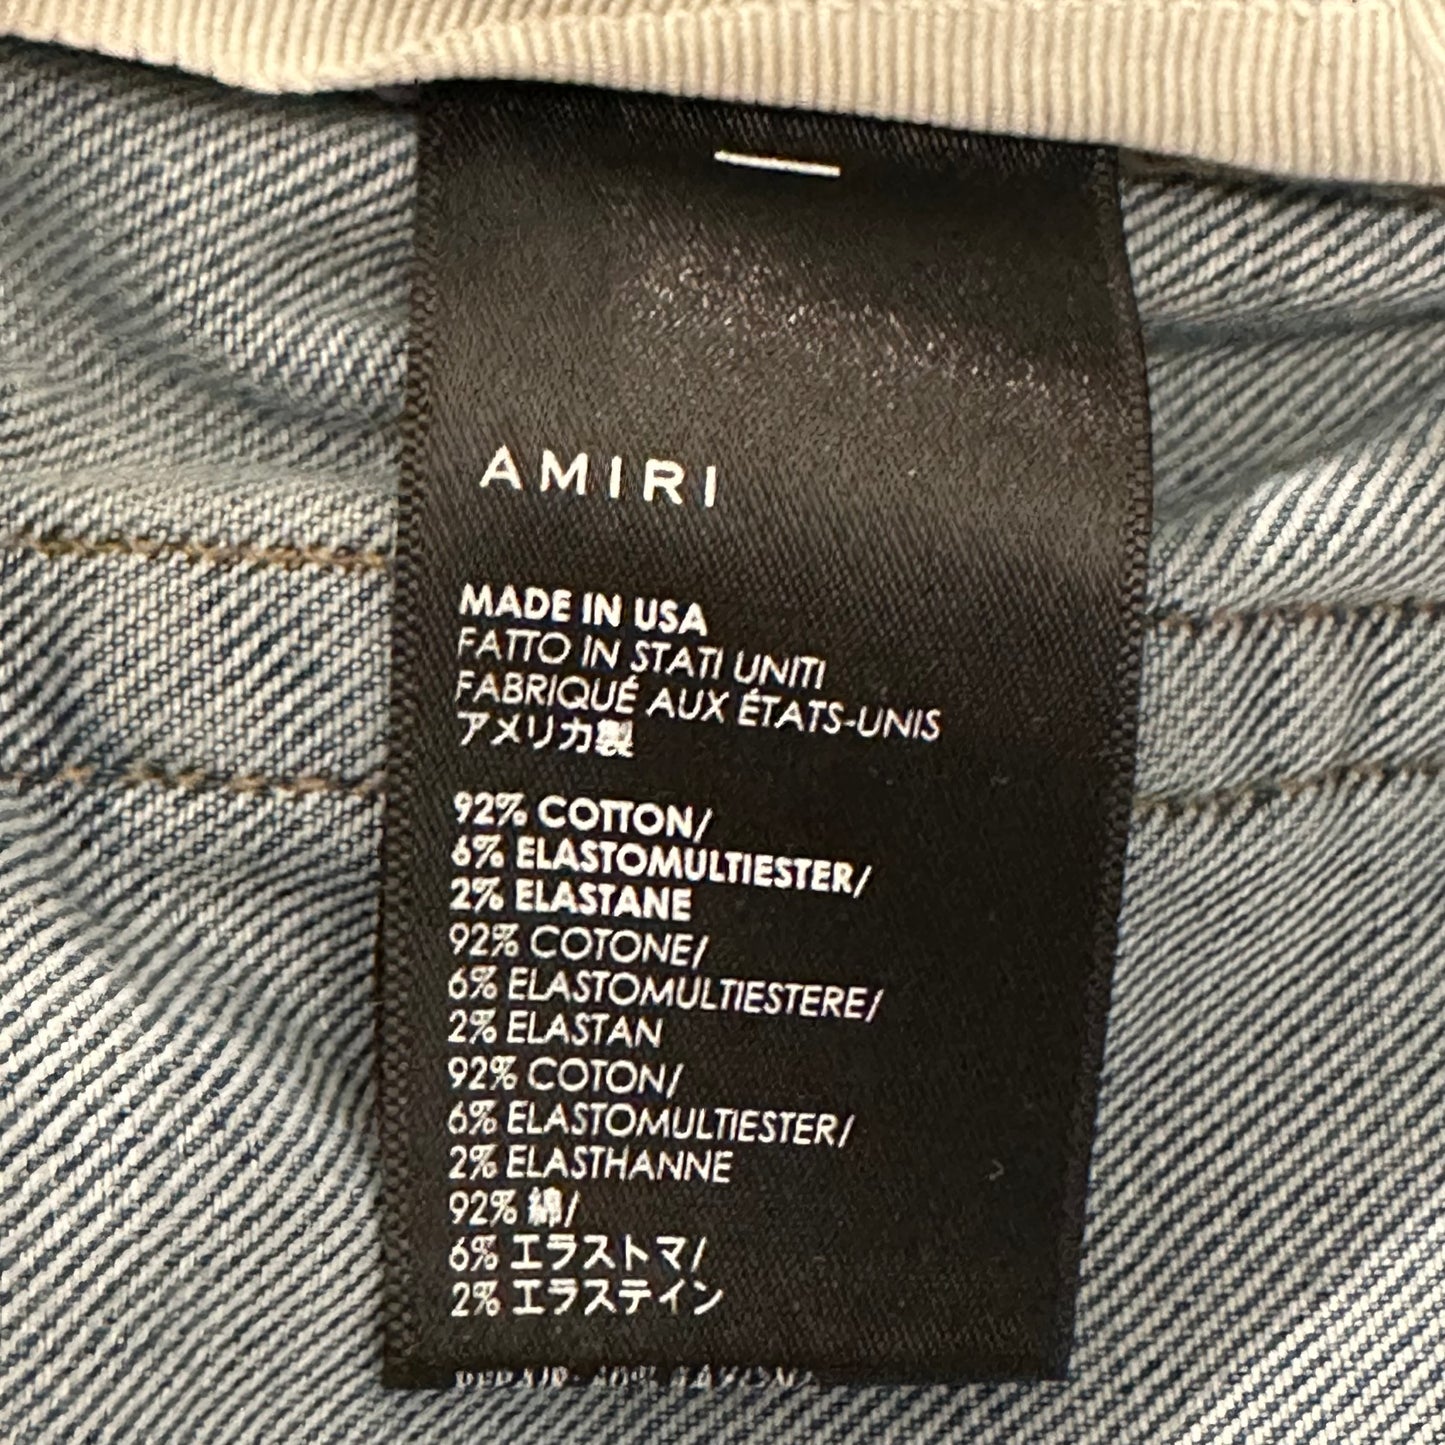 AMIRI
MADE IN USA
FATTO IN STATI UNITI
FABRIQUÉ AUX ÉTATS-UNIS
アメリカ製
92% COTTON/
6% ELASTOMULTIESTER/
2% ELASTANE
92% COTONE/
6% ELASTOMULTIESTERE/
2% ELASTAN
92% COTON/
6% ELASTOMULTIESTER/
2% ELASTHANNE
92% 綿/
6% エラストマ/
2% エラステイン